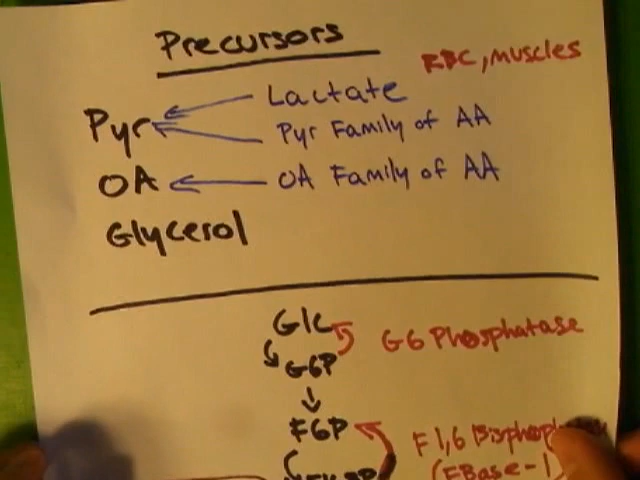 Precursors
RBC, muscles
Lactate
Pyr
Pyr Family of AA
OA
OA Family of AA
Glycerol
Glc
G6 Phosphatase
G6P
F6P
F1,6
(FBase-1